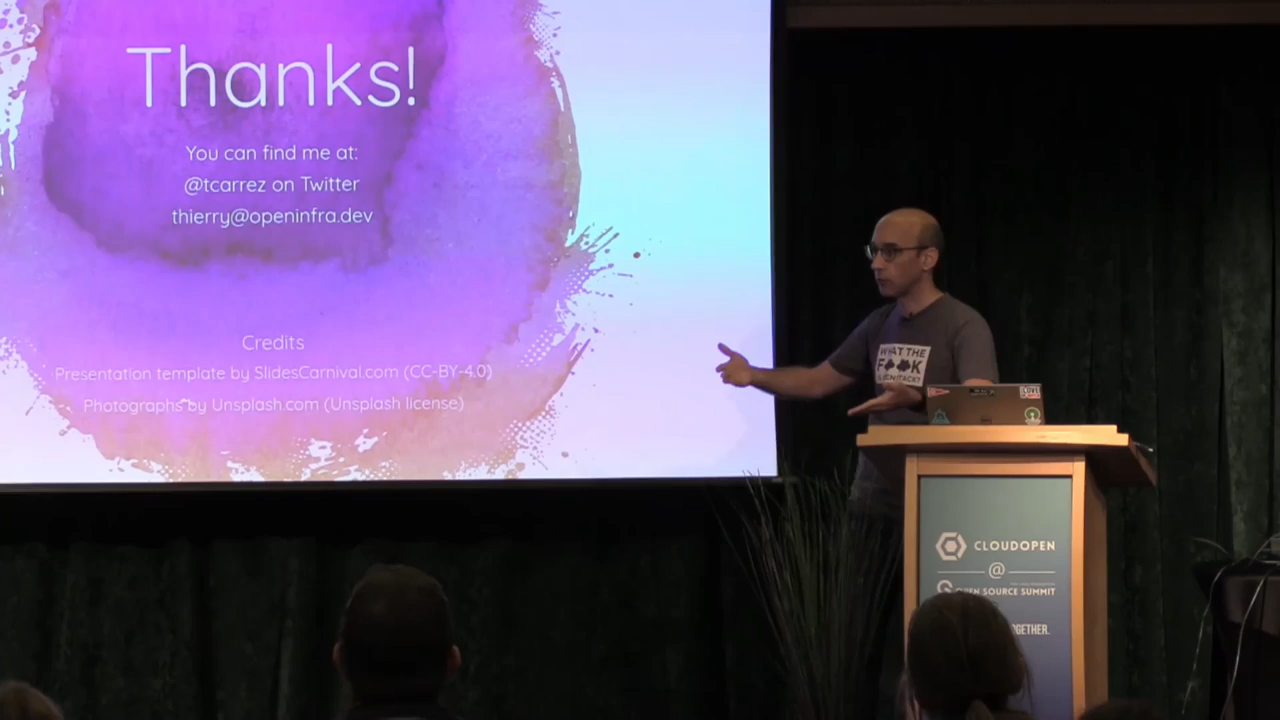 Thanks!
You can find me at:
@tcarrez on Twitter
thierry@openinfra.dev
Credits
Presentation template by SlidesCarnival.com (CC-BY-4.0)
Photographs by Unsplash.com (Unsplash license)
WHAT THE
F**K
CLOUDOPEN
@
OPEN SOURCE SUMMIT